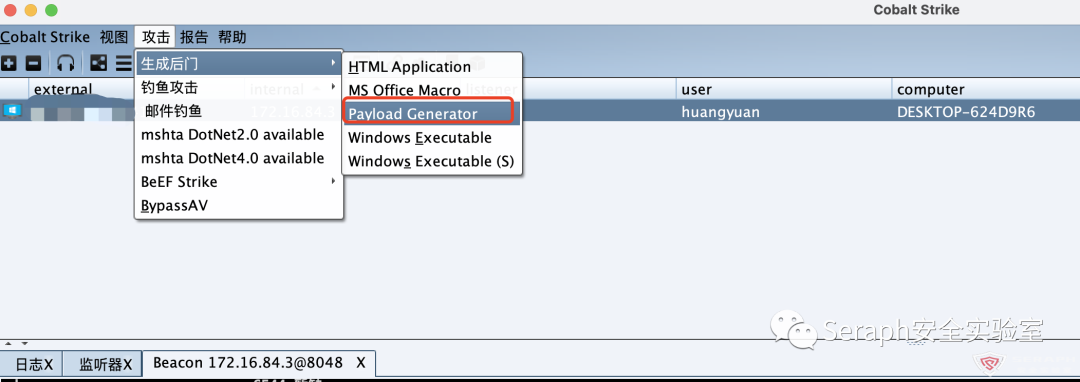 Cobalt Strike
Cobalt Strike 视图 攻击 报告 帮助
生成后门
钓鱼攻击
邮件钓鱼
mshta DotNet2.0 available
mshta DotNet4.0 available
BeEF Strike
BypassAV
HTML Application
MS Office Macro
Payload Generator
Windows Executable
Windows Executable (S)
external internal listener user computer
172.16.84.3 huangyuan DESKTOP-624D9R6
Seraph安全实验室
日志X 监听器X Beacon 172.16.84.3@8048 X